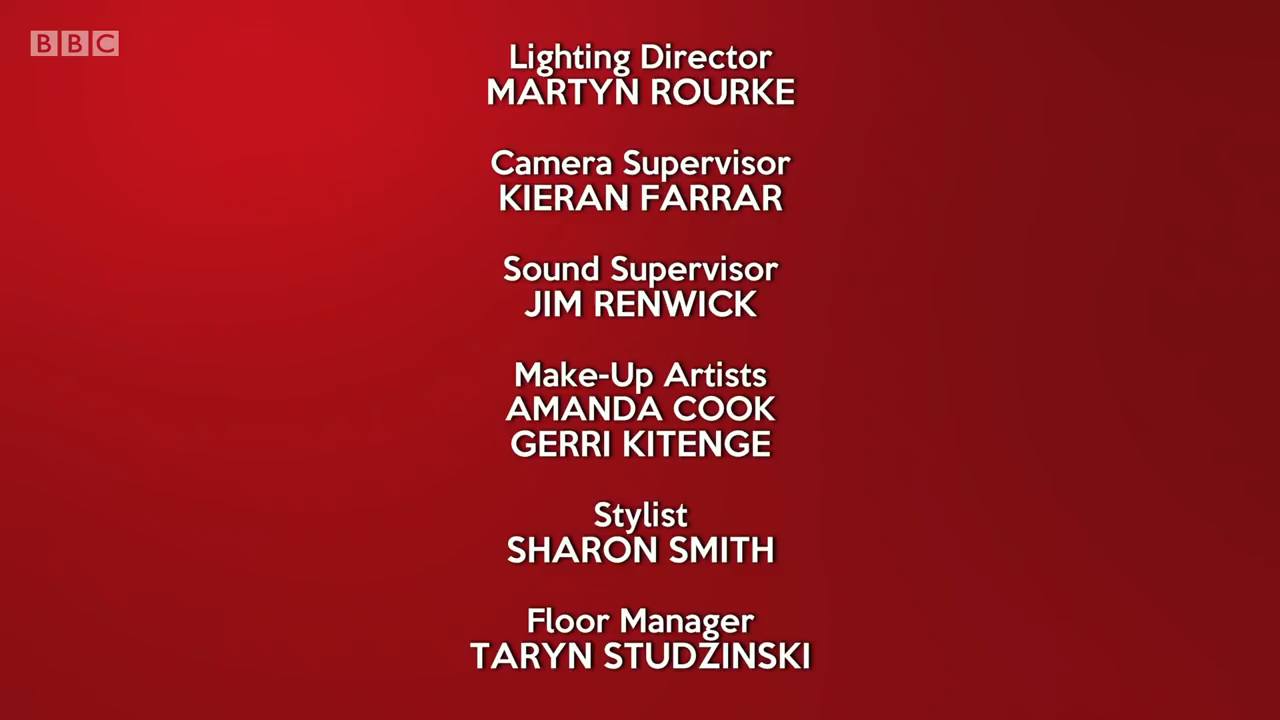 BBC
Lighting Director
MARTYN ROURKE
Camera Supervisor
KIERAN FARRAR
Sound Supervisor
JIM RENWICK
Make-Up Artists
AMANDA COOK
GERRI KITENGE
Stylist
SHARON SMITH
Floor Manager
TARYN STUDZINSKI